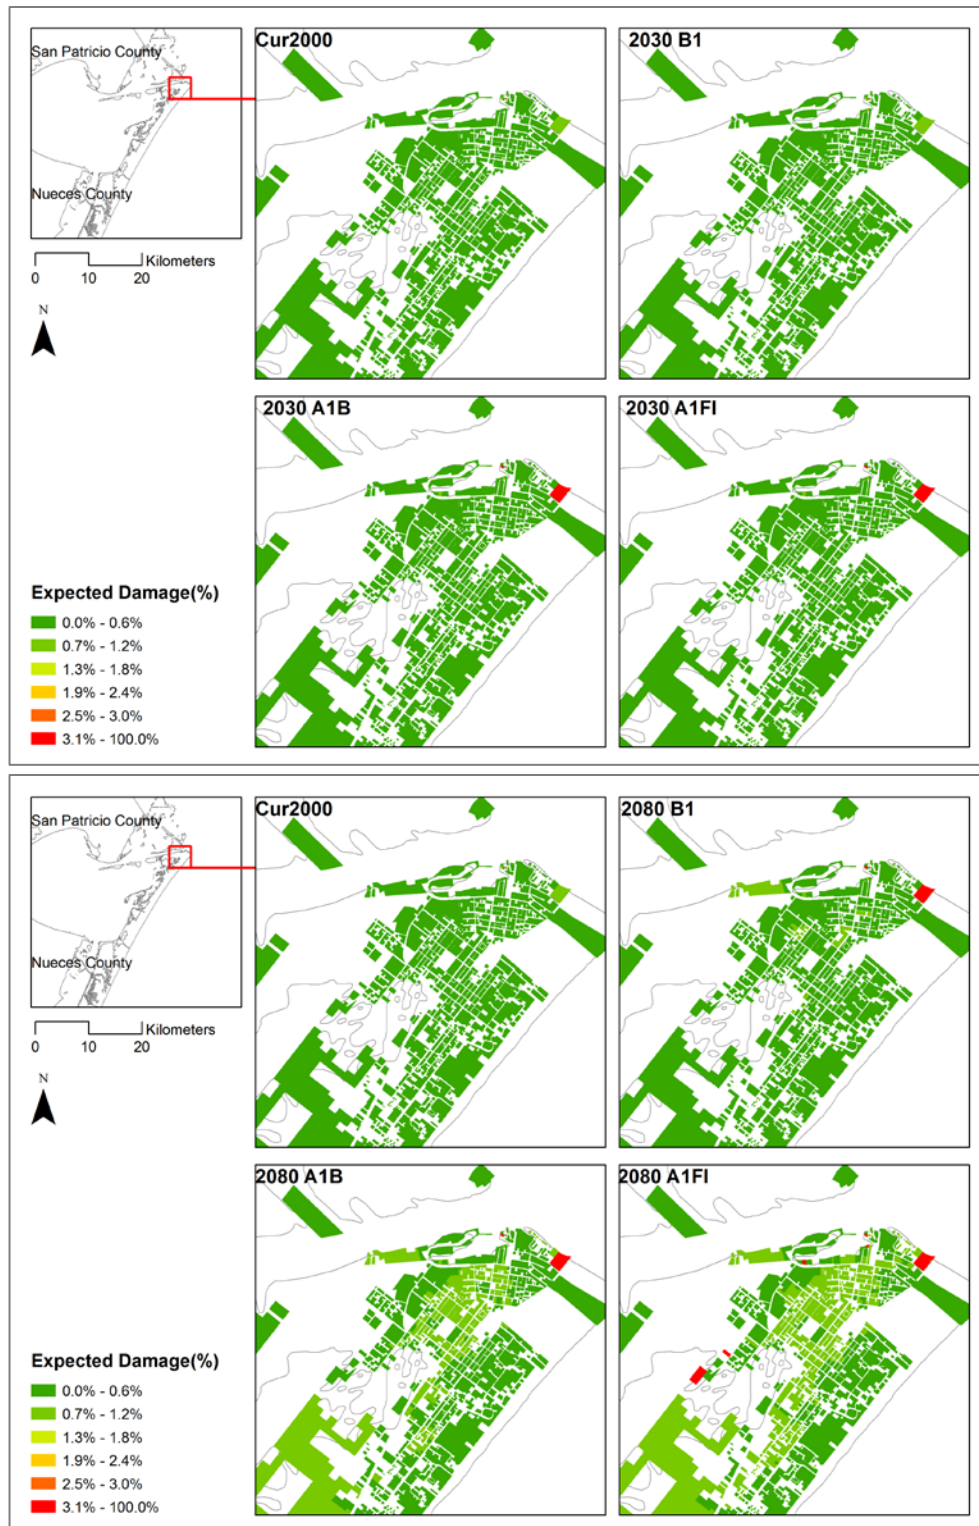 San Patricio County
Nueces County
0 10 20 Kilometers
N
Cur2000
2030 B1
2030 A1B
2030 A1FI
Expected Damage(%)
0.0% - 0.6%
0.7% - 1.2%
1.3% - 1.8%
1.9% - 2.4%
2.5% - 3.0%
3.1% - 100.0%
San Patricio County
Nueces County
0 10 20 Kilometers
N
Cur2000
2080 B1
2080 A1B
2080 A1FI
Expected Damage(%)
0.0% - 0.6%
0.7% - 1.2%
1.3% - 1.8%
1.9% - 2.4%
2.5% - 3.0%
3.1% - 100.0%